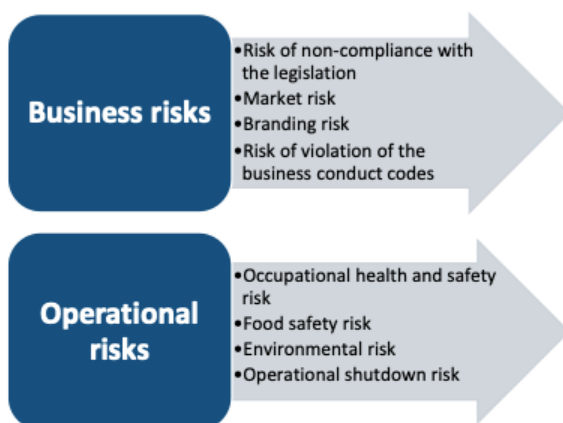 Business risks
•Risk of non-compliance with
the legislation
•Market risk
•Branding risk
•Risk of violation of the
business conduct codes
Operational
risks
•Occupational health and safety
risk
•Food safety risk
•Environmental risk
•Operational shutdown risk